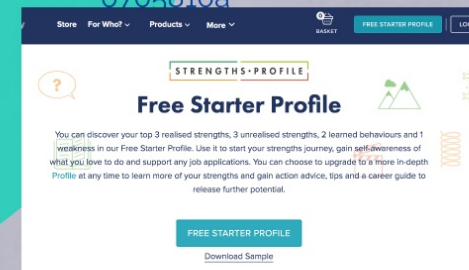 Store For Who? Products More BASKET FREE STARTER PROFILE
STRENGTHS·PROFILE
Free Starter Profile
You can discover your top 3 realised strengths, 3 unrealised strengths, 2 learned behaviours and 1
weakness in our Free Starter Profile. Use it to start your strengths journey, gain self-awareness of
what you love to do and support any job applications. You can choose to upgrade to a more in-depth
Profile at any time to learn more of your strengths and gain action advice, tips and a career guide to
release further potential.
FREE STARTER PROFILE
Download Sample